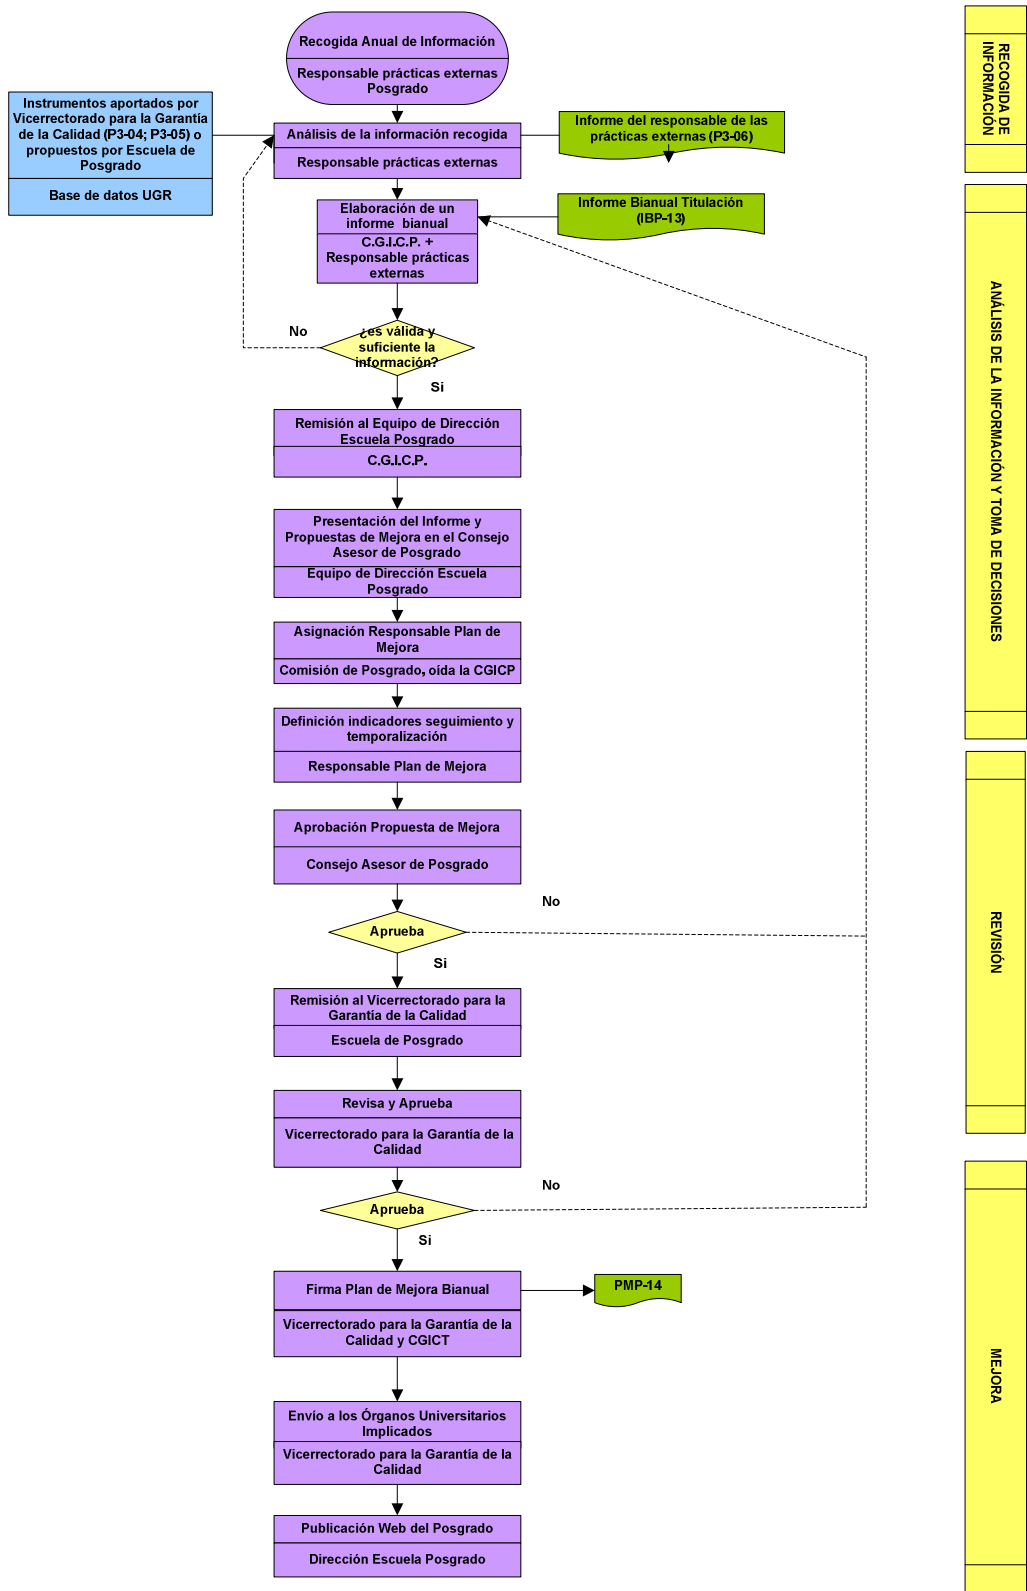 Recogida Anual de Información
Responsable prácticas externas
Posgrado
RECOGIDA DE
INFORMACIÓN
Instrumentos aportados por
Vicerrectorado para la Garantía
de la Calidad (P3-04; P3-05) o
propuestos por Escuela de
Posgrado
Base de datos UGR
Análisis de la información recogida
Responsable prácticas externas
Informe del responsable de las
prácticas externas (P3-06)
Elaboración de un
informe bianual
C.G.I.C.P. +
Responsable prácticas
externas
Informe Bianual Titulación
(IBP-13)
ANÁLISIS DE LA INFORMACIÓN Y TOMA DE DECISIONES
No
¿es válida y
suficiente la
información?
Si
Remisión al Equipo de Dirección
Escuela Posgrado
C.G.I.C.P.
Presentación del Informe y
Propuestas de Mejora en el Consejo
Asesor de Posgrado
Equipo de Dirección Escuela
Posgrado
Asignación Responsable Plan de
Mejora
Comisión de Posgrado, oída la CGICP
Definición indicadores seguimiento y
temporalización
Responsable Plan de Mejora
Aprobación Propuesta de Mejora
Consejo Asesor de Posgrado
REVISIÓN
No
Aprueba
Si
Remisión al Vicerrectorado para la
Garantía de la Calidad
Escuela de Posgrado
Revisa y Aprueba
Vicerrectorado para la Garantía de la
Calidad
No
Aprueba
Si
Firma Plan de Mejora Bianual
Vicerrectorado para la Garantía de la
Calidad y CGICT
PMP-14
MEJORA
Envío a los Órganos Universitarios
Implicados
Vicerrectorado para la Garantía de la
Calidad
Publicación Web del Posgrado
Dirección Escuela Posgrado